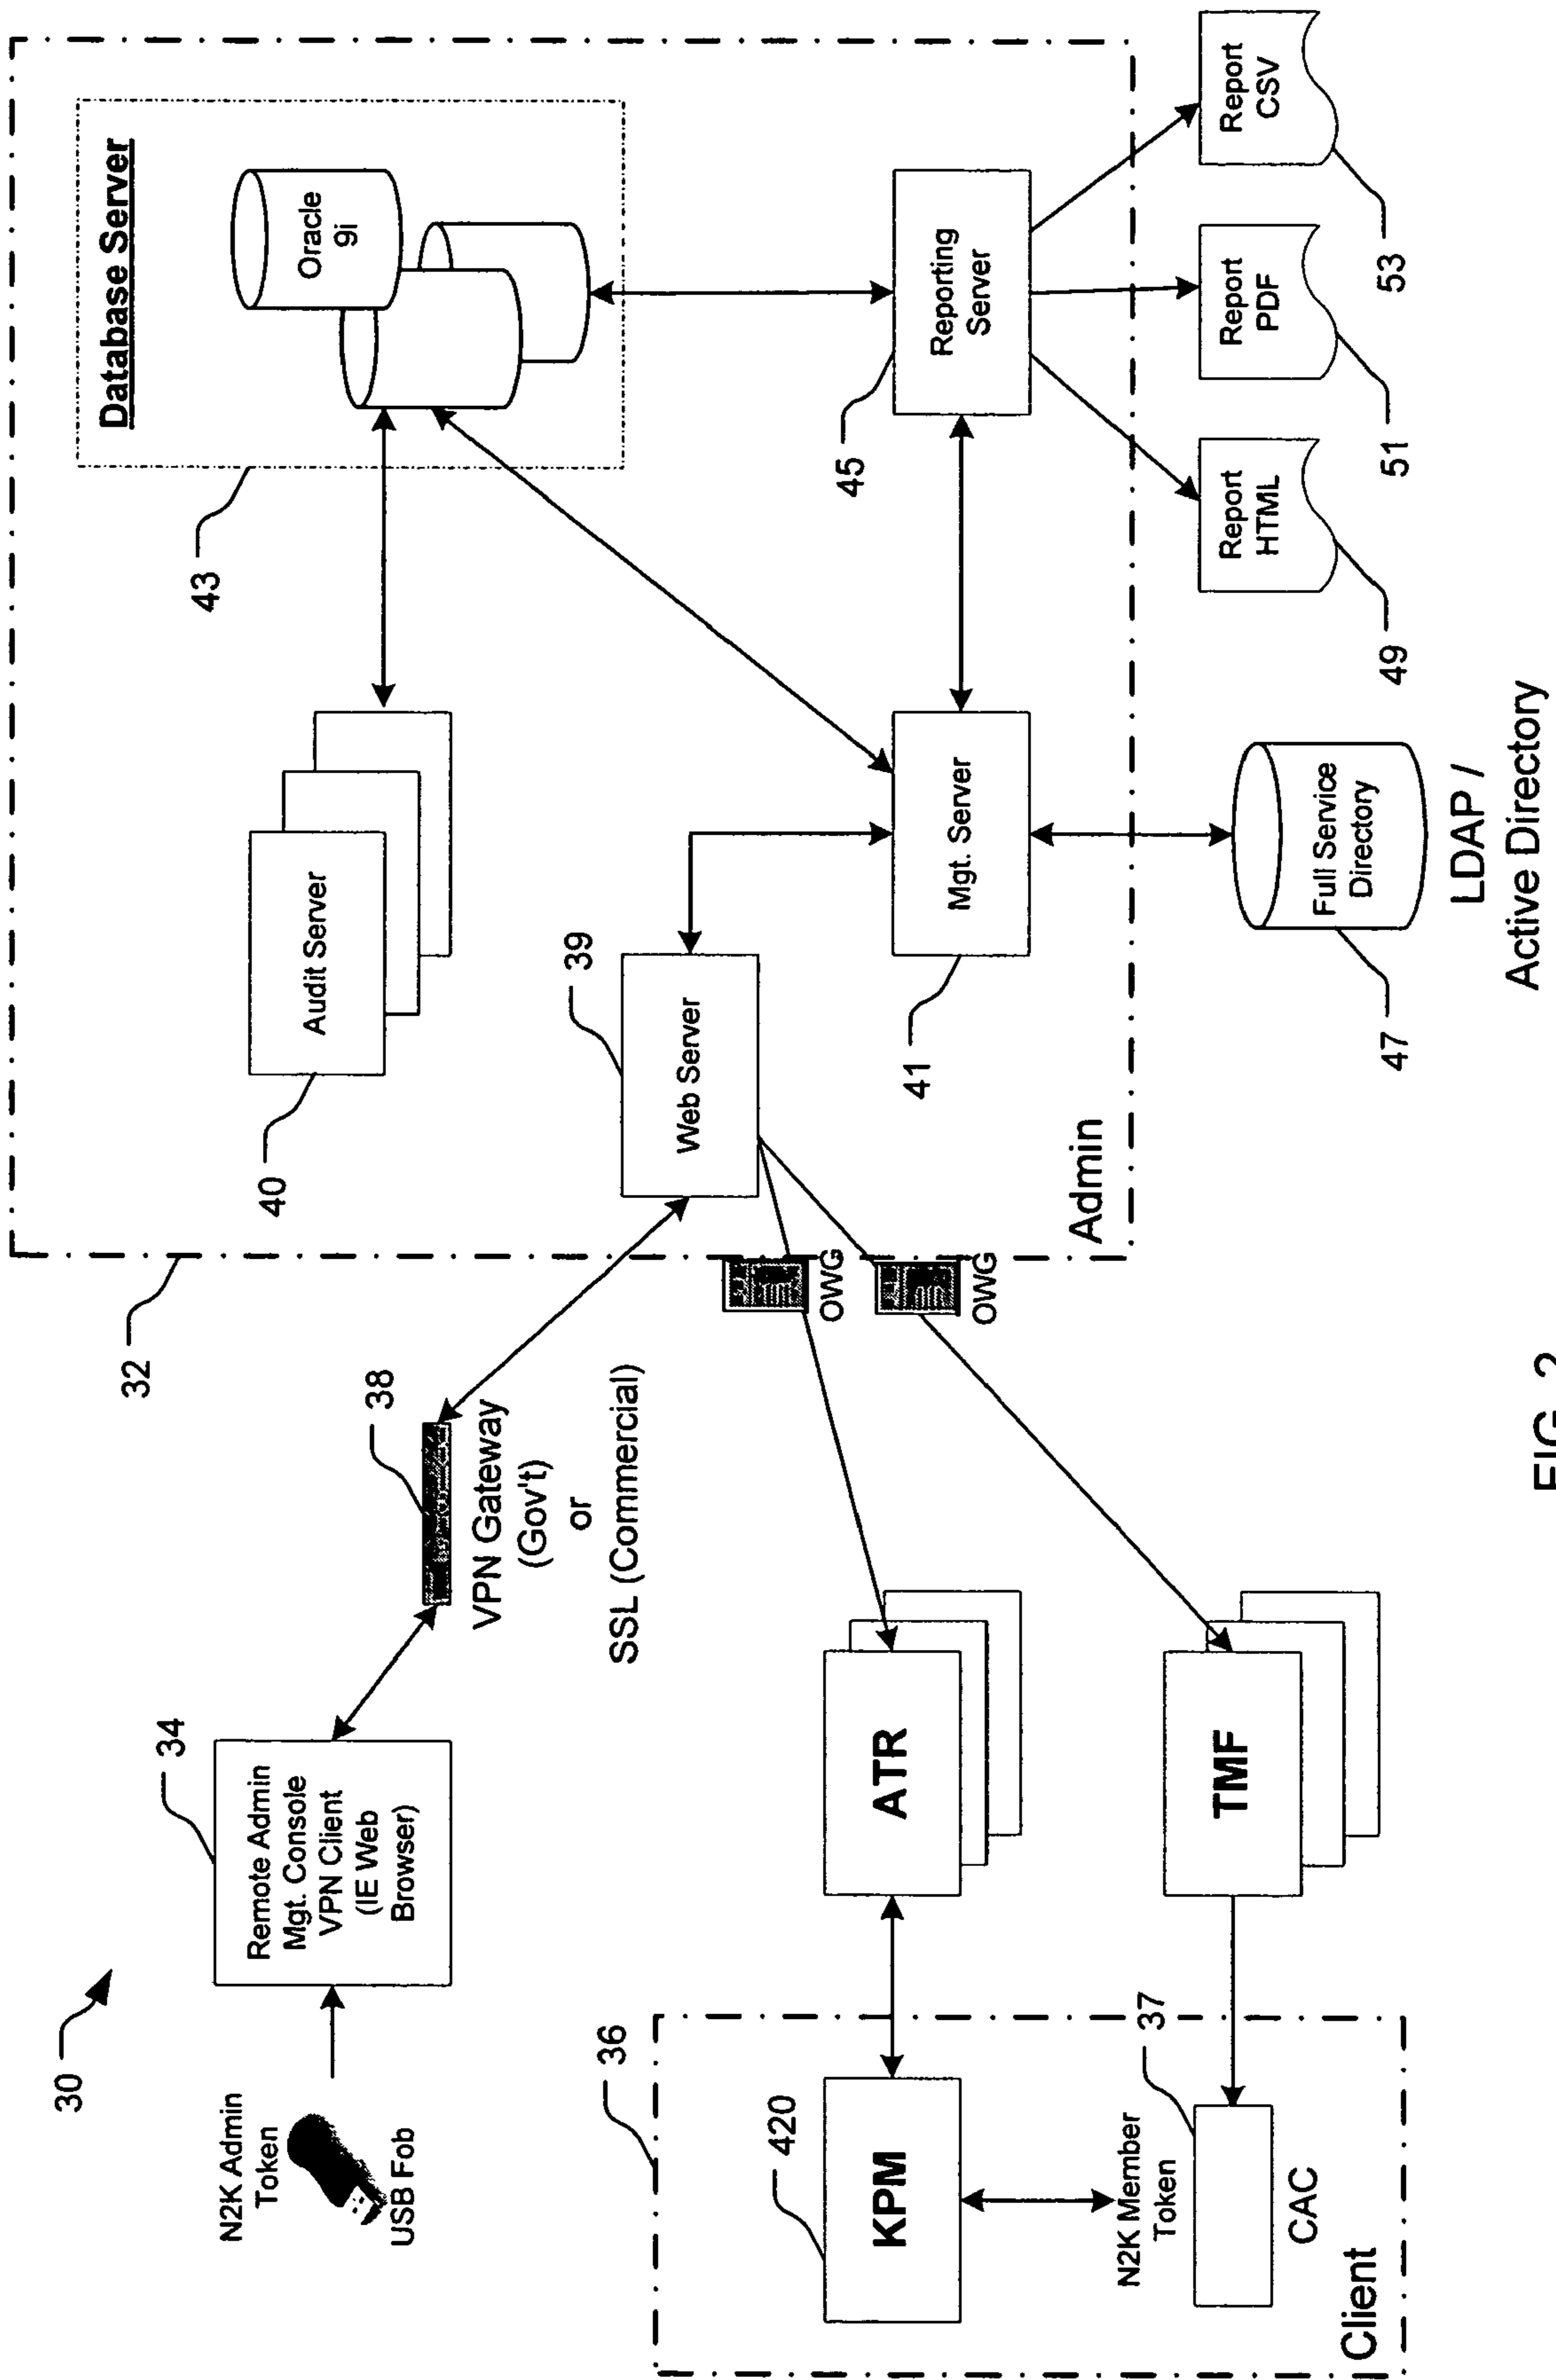 30
N2K Admin
Token
USB Fob
34
Remote Admin
Mgt. Console
VPN Client
(IE Web
Browser)
38
VPN Gateway
(Gov't)
or
SSL (Commercial)
32
40
Audit Server
43
Database Server
Oracle
9i
39
Web Server
OWG
OWG
41
Mgt. Server
45
Reporting
Server
Admin
36
420
KPM
ATR
N2K Member
Token
37
CAC
TMF
Client
47
Full Service
Directory
LDAP /
Active Directory
Report
HTML
49
Report
PDF
51
Report
CSV
53
FIG. 2